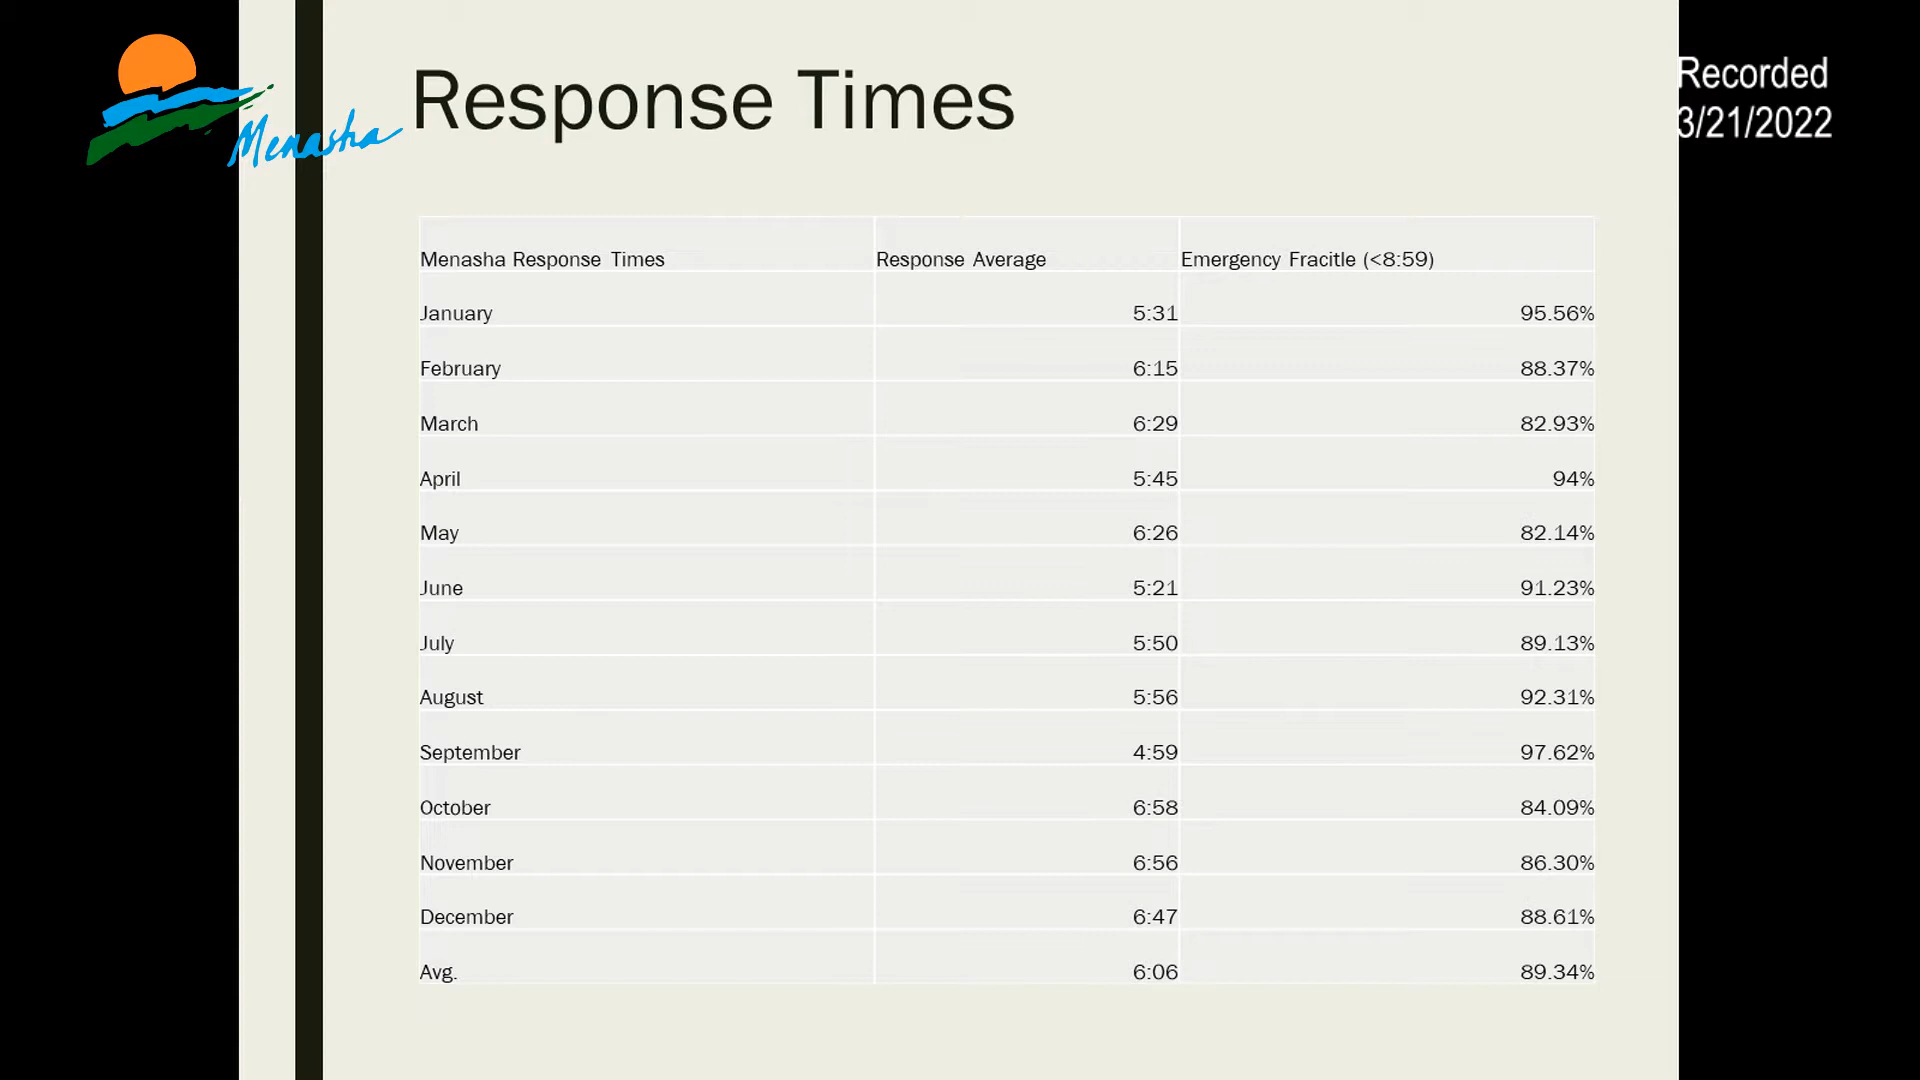 Menasha
Response Times
Recorded
3/21/2022
Menasha Response Times Response Average Emergency Fracitle (<8:59)
January 5:31 95.56%
February 6:15 88.37%
March 6:29 82.93%
April 5:45 94%
May 6:26 82.14%
June 5:21 91.23%
July 5:50 89.13%
August 5:56 92.31%
September 4:59 97.62%
October 6:58 84.09%
November 6:56 86.30%
December 6:47 88.61%
Avg. 6:06 89.34%